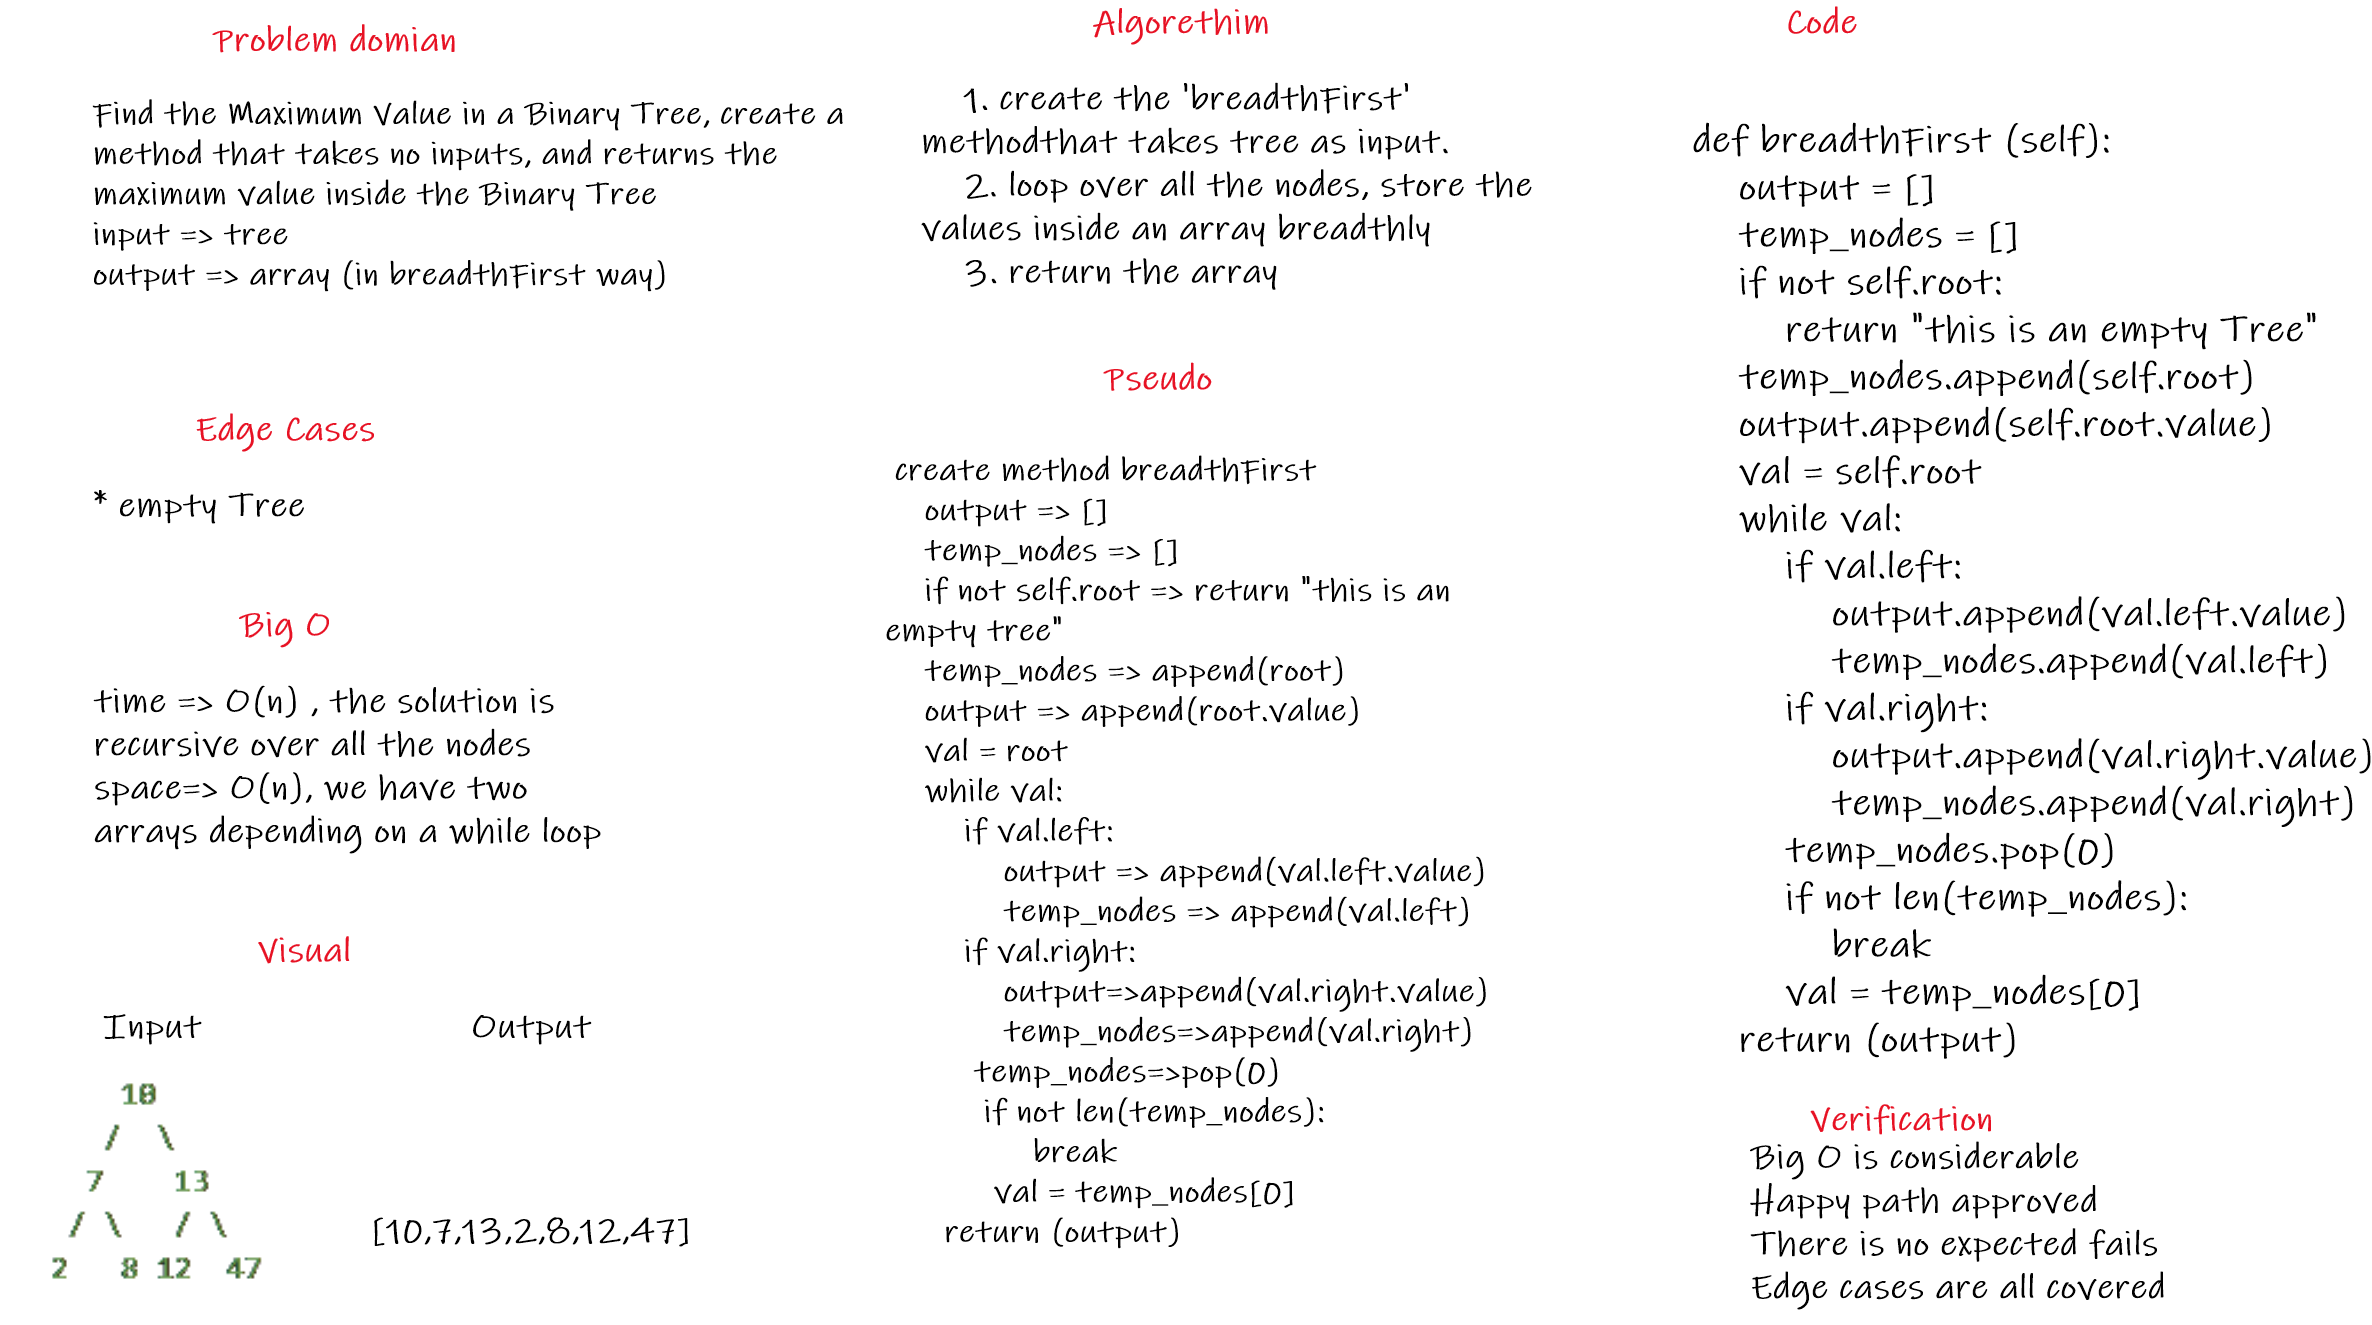 Problem domian
Find the Maximum Value in a Binary Tree, create a
method that takes no inputs, and returns the
maximum value inside the Binary Tree
input => tree
output => array (in breadthFirst way)
Edge Cases
* empty Tree
Big O
time => O(n) , the solution is
recursive over all the nodes
space=> O(n), we have two
arrays depending on a while loop
Visual
Input Output
10
/ \
7 13
/ \ / \
2 8 12 47
[10,7,13,2,8,12,47]
Algorethim
1. create the 'breadthFirst'
methodthat takes tree as input.
2. loop over all the nodes, store the
values inside an array breadthly
3. return the array
Pseudo
create method breadthFirst
output => []
temp_nodes => []
if not self.root => return "this is an
empty tree"
temp_nodes => append(root)
output => append(root.value)
val = root
while val:
if val.left:
output => append(val.left.value)
temp_nodes => append(val.left)
if val.right:
output=>append(val.right.value)
temp_nodes=>append(val.right)
temp_nodes=>pop(0)
if not len(temp_nodes):
break
val = temp_nodes[0]
return (output)
Code
def breadthFirst (self):
output = []
temp_nodes = []
if not self.root:
return "this is an empty Tree"
temp_nodes.append(self.root)
output.append(self.root.value)
val = self.root
while val:
if val.left:
output.append(val.left.value)
temp_nodes.append(val.left)
if val.right:
output.append(val.right.value)
temp_nodes.append(val.right)
temp_nodes.pop(0)
if not len(temp_nodes):
break
val = temp_nodes[0]
return (output)
Verification
Big O is considerable
Happy path approved
There is no expected fails
Edge cases are all covered